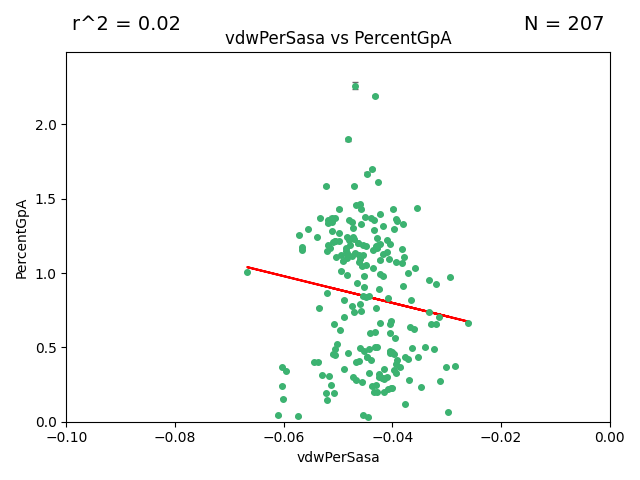 r^2 = 0.02
N = 207
vdwPerSasa vs PercentGpA
PercentGpA
2.0
1.5
1.0
0.5
0.0
−0.10
−0.08
−0.06
−0.04
−0.02
0.00
vdwPerSasa